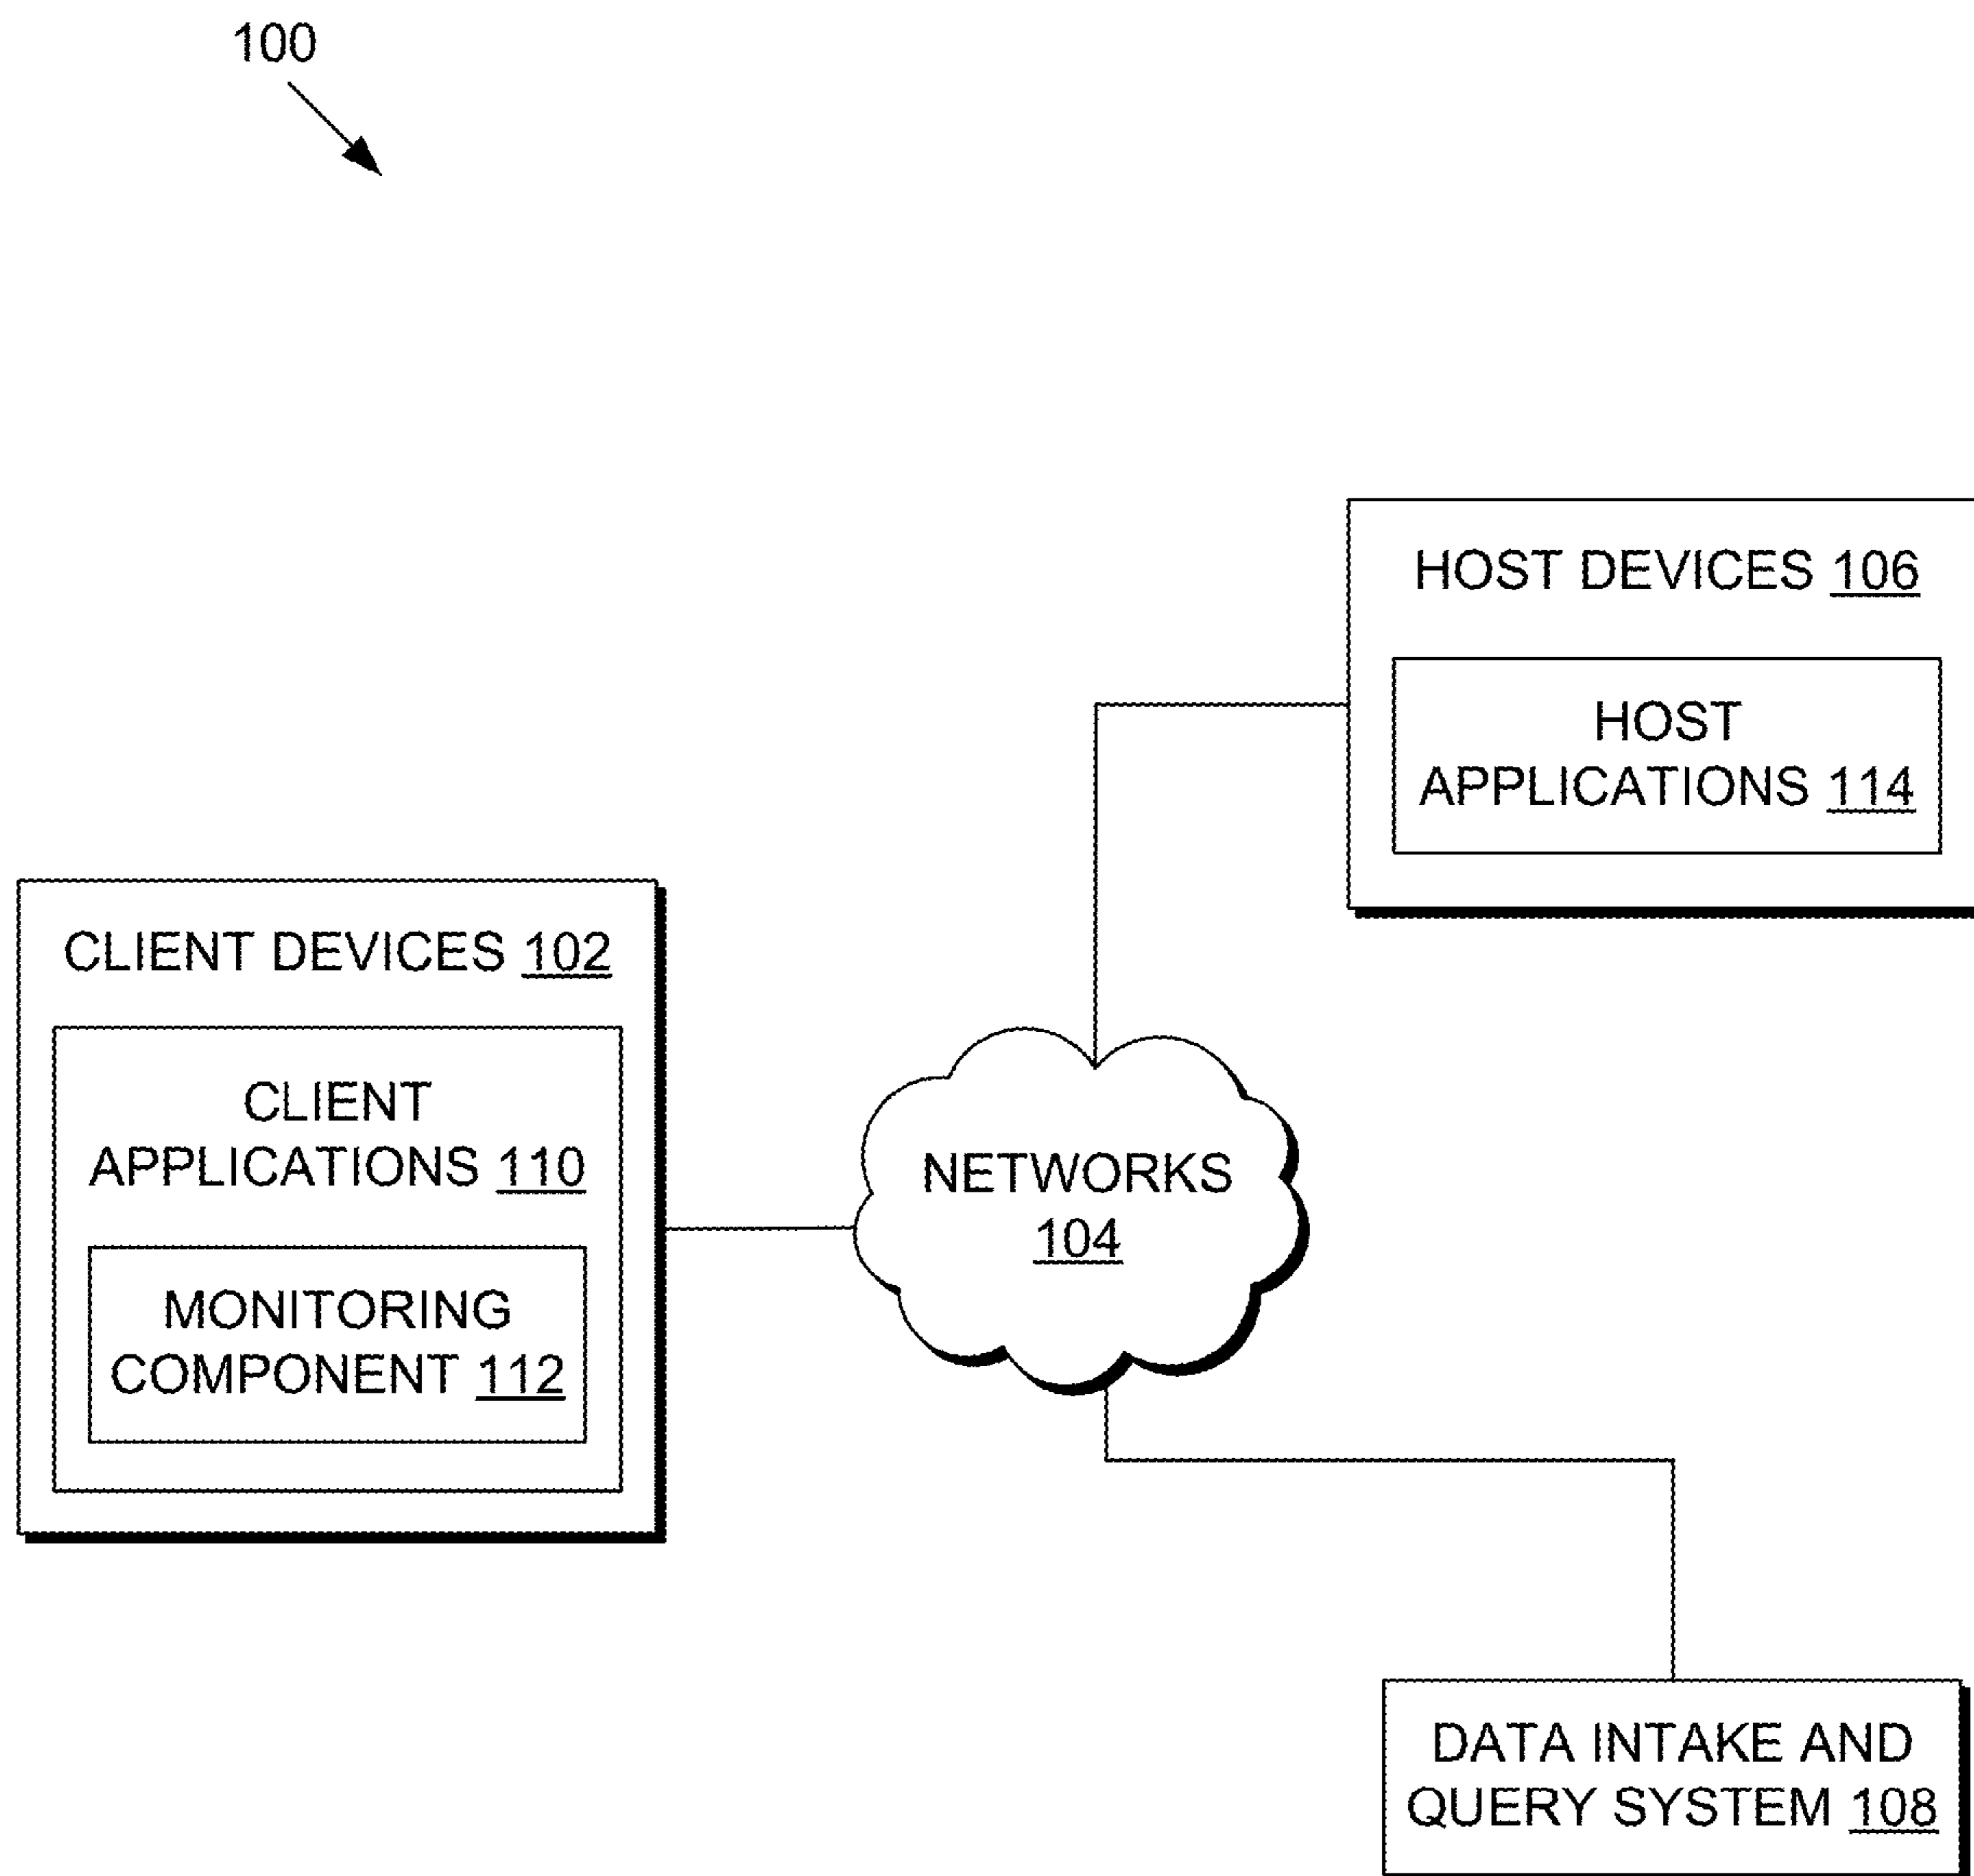 100
HOST DEVICES 106
HOST
APPLICATIONS 114
CLIENT DEVICES 102
CLIENT
APPLICATIONS 110
MONITORING
COMPONENT 112
NETWORKS
104
DATA INTAKE AND
QUERY SYSTEM 108